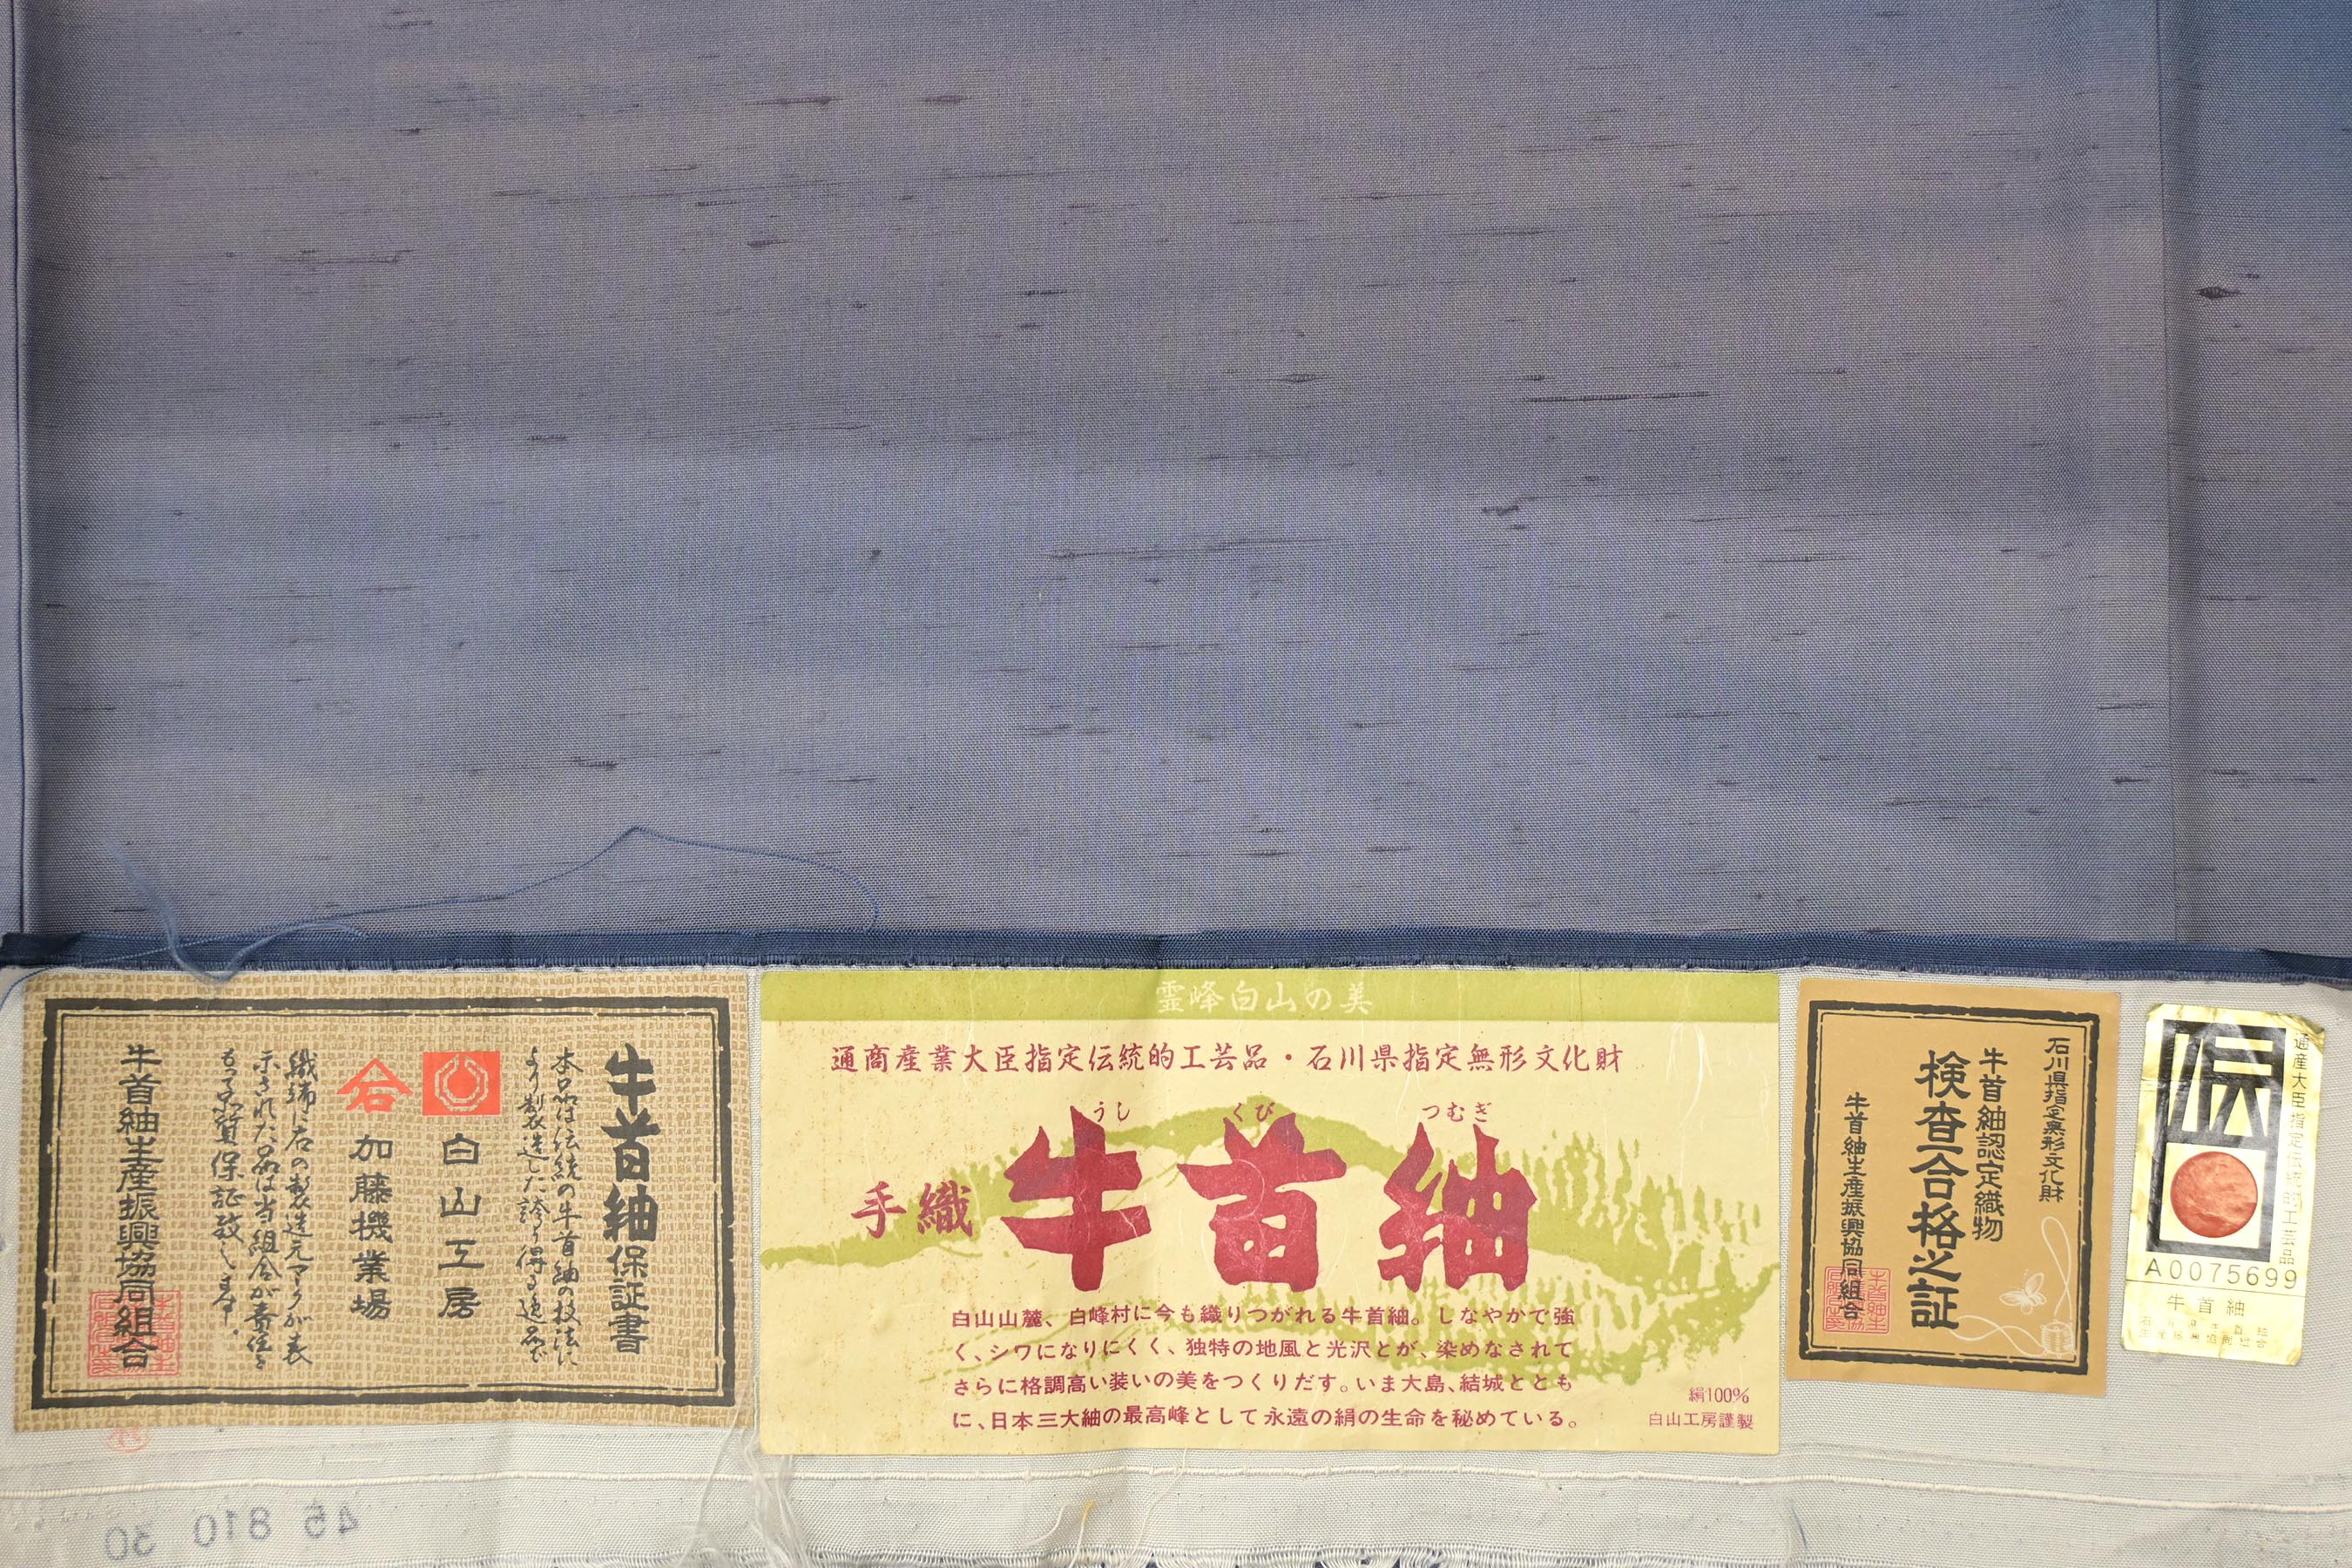 牛首紬保証書
本品は伝統の牛首紬の技法に
より製造した誇り得る逸品で
白山工房
加藤機業場
織端に右の製造元マークが表
示された品は当組合が責任を
もって品質保証致します。
牛首紬生産振興協同組合
霊峰白山の美
通商産業大臣指定伝統的工芸品・石川県指定無形文化財
うし くび つむぎ
手織 牛首紬
白山山麓、白峰村に今も織りつがれる牛首紬。しなやかで強
く、シワになりにくく、独特の地風と光沢とが、染めなされて
さらに格調高い装いの美をつくりだす。いま大島、結城ととも
に、日本三大紬の最高峰として永遠の絹の生命を秘めている。
絹100%
白山工房謹製
石川県指定無形文化財
牛首紬認定織物
検査合格之証
牛首紬生産振興協同組合
通産大臣指定伝統的工芸品
伝
A0075699
牛首紬
45 810 30